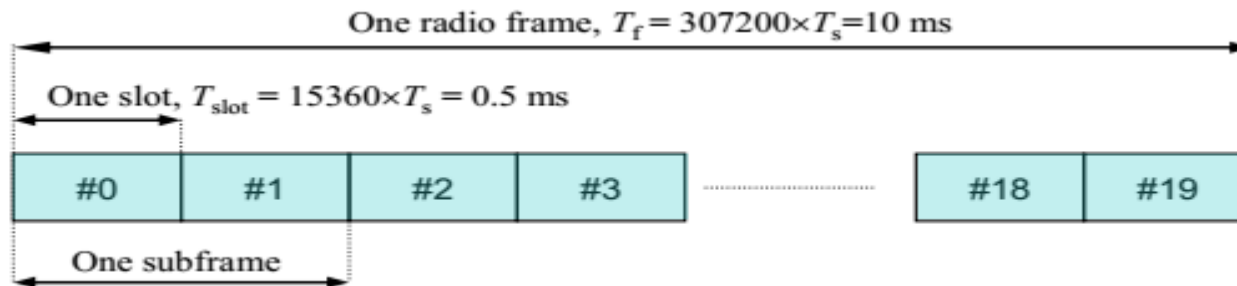 One radio frame, Tf = 307200×Ts=10 ms
One slot, Tslot = 15360×Ts = 0.5 ms
#0 #1 #2 #3 #18 #19
One subframe